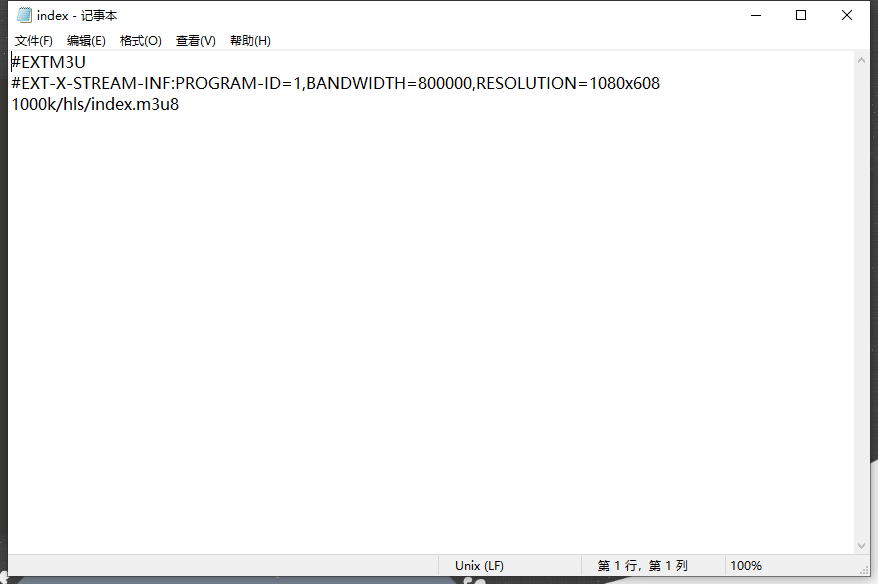 index - 记事本
文件(F) 编辑(E) 格式(O) 查看(V) 帮助(H)
#EXTM3U
#EXT-X-STREAM-INF:PROGRAM-ID=1,BANDWIDTH=800000,RESOLUTION=1080x608
1000k/hls/index.m3u8
Unix (LF) 第 1 行，第 1 列 100%